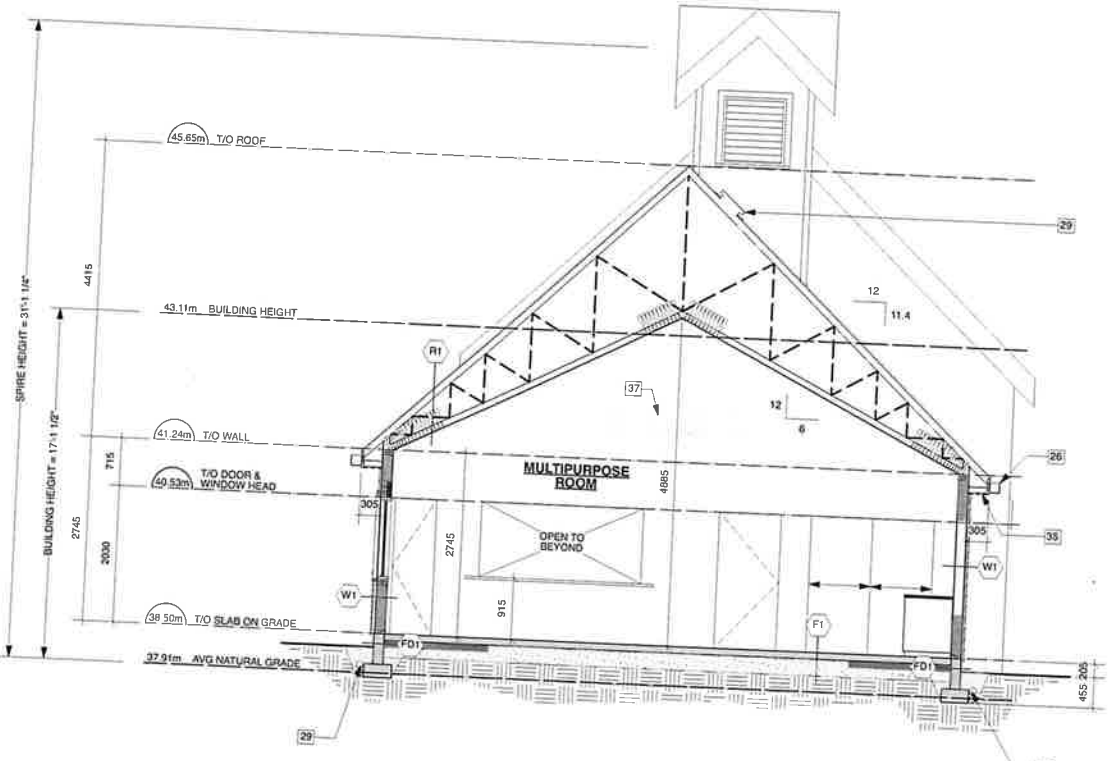 SPIRE HEIGHT = 31'-1 1/4"
BUILDING HEIGHT = 17'-1 1/2"
45.65m T/O ROOF
4415
29
12
11.4
43.11m BUILDING HEIGHT
R1
37
12
6
41.24m T/O WALL
715
MULTIPURPOSE
ROOM
4885
26
T/O DOOR &
40.53m WINDOW HEAD
305
305
35
2745
2030
2745
OPEN TO
BEYOND
W1
W1
915
F1
38.50m T/O SLAB ON GRADE
37.91m AVG NATURAL GRADE
FD1
FD1
205
455
29